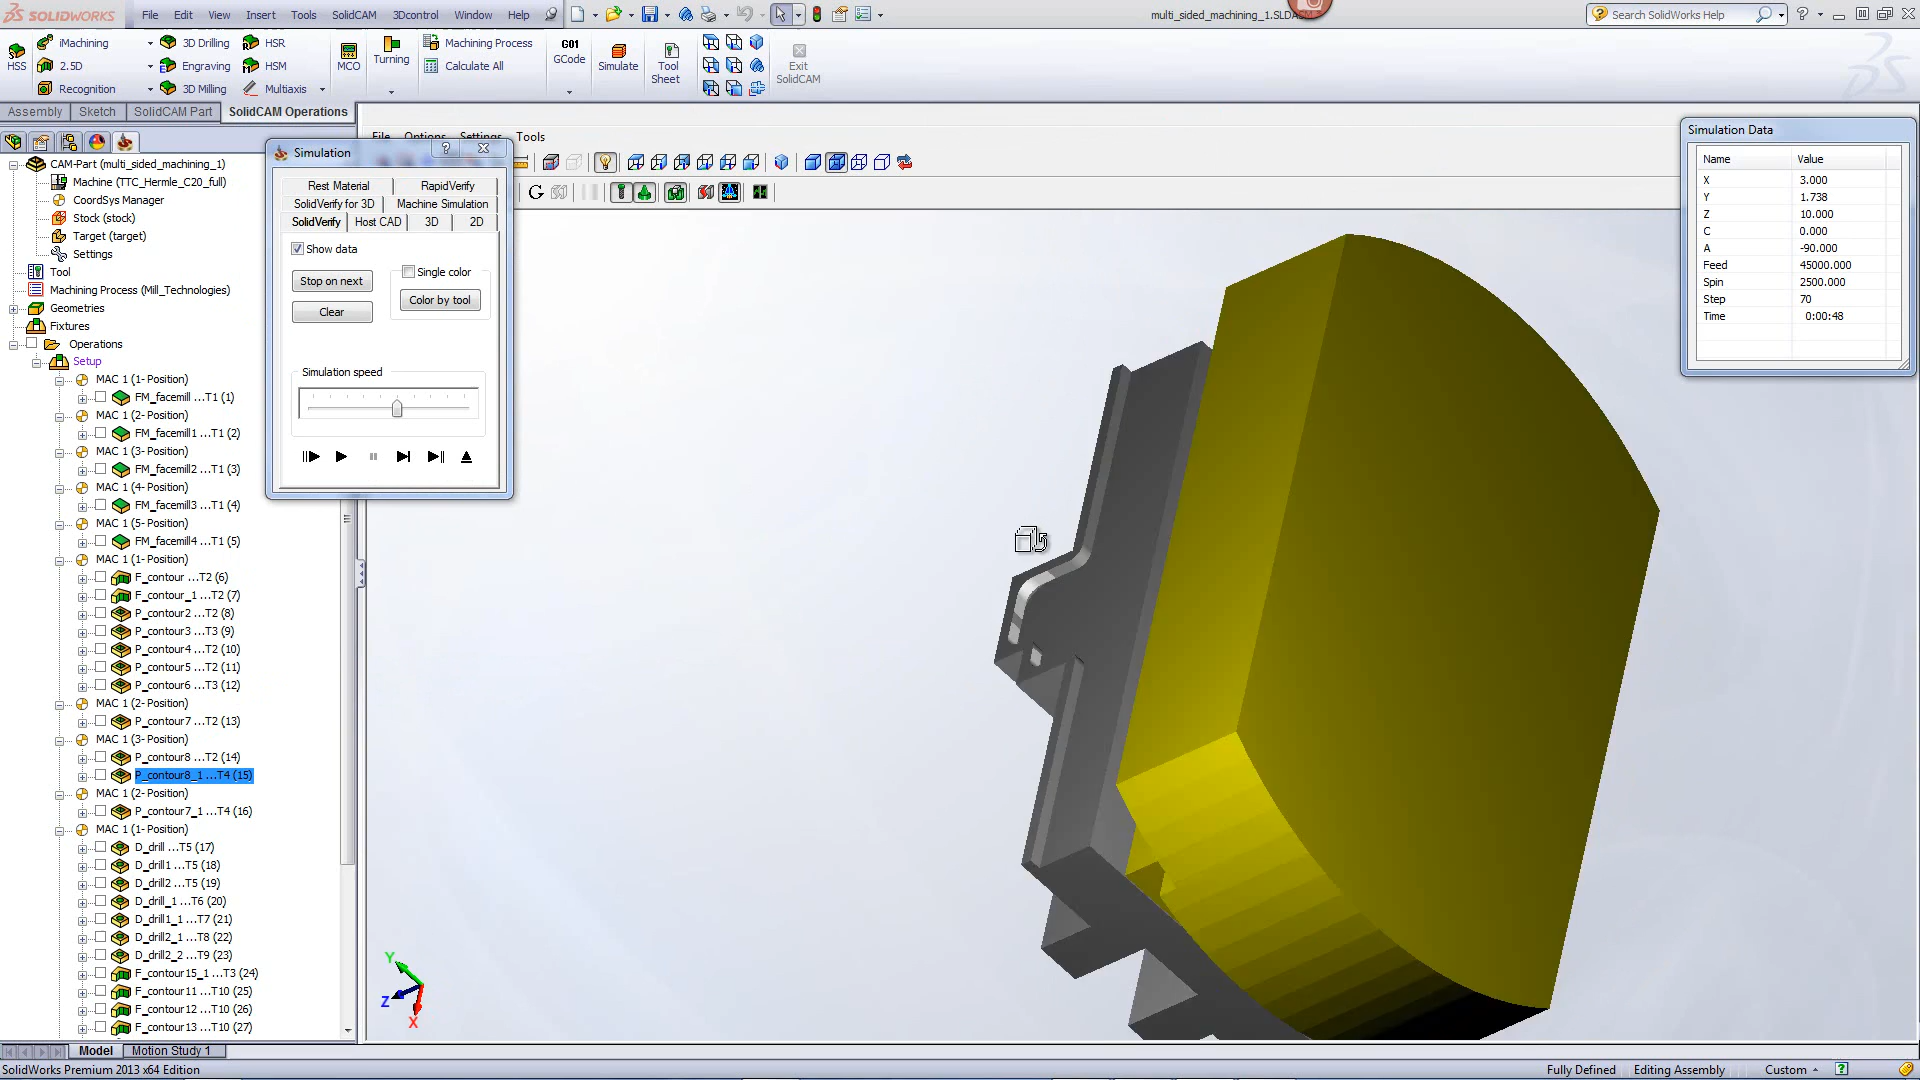 SOLIDWORKS File Edit View Insert Tools SolidCAM 3Dcontrol Window Help multi_sided_machining_1.SLDA Search SolidWorks Help
iMachining 3D Drilling HSR Machining Process G01
HSS 2.5D Engraving HSM MCO Turning Calculate All GCode Simulate Tool Sheet Exit SolidCAM
Recognition 3D Milling Multiaxis
Assembly Sketch SolidCAM Part SolidCAM Operations
File Options Settings Tools
CAM-Part (multi_sided_machining_1)
Machine (TTC_Hermle_C20_full)
CoordSys Manager
Stock (stock)
Target (target)
Settings
Tool
Machining Process (Mill_Technologies)
Geometries
Fixtures
Operations
Setup
MAC 1 (1- Position)
FM_facemill ...T1 (1)
MAC 1 (2- Position)
FM_facemill1 ...T1 (2)
MAC 1 (3- Position)
FM_facemill2 ...T1 (3)
MAC 1 (4- Position)
FM_facemill3 ...T1 (4)
MAC 1 (5- Position)
FM_facemill4 ...T1 (5)
MAC 1 (1- Position)
F_contour ...T2 (6)
F_contour_1 ...T2 (7)
P_contour2 ...T2 (8)
P_contour3 ...T3 (9)
P_contour4 ...T2 (10)
P_contour5 ...T2 (11)
P_contour6 ...T3 (12)
MAC 1 (2- Position)
P_contour7 ...T2 (13)
MAC 1 (3- Position)
P_contour8 ...T2 (14)
P_contour8_1 ...T4 (15)
MAC 1 (2- Position)
P_contour7_1 ...T4 (16)
MAC 1 (1- Position)
D_drill ...T5 (17)
D_drill1 ...T5 (18)
D_drill2 ...T5 (19)
D_drill_1 ...T6 (20)
D_drill1_1 ...T7 (21)
D_drill2_1 ...T8 (22)
D_drill2_2 ...T9 (23)
F_contour15_1 ...T3 (24)
F_contour11 ...T10 (25)
F_contour12 ...T10 (26)
F_contour13 ...T10 (27)
Simulation
Rest Material RapidVerify
SolidVerify for 3D Machine Simulation
SolidVerify Host CAD 3D 2D
Show data
Stop on next Single color
Clear Color by tool
Simulation speed
Simulation Data
Name Value
X 3.000
Y 1.738
Z 10.000
C 0.000
A -90.000
Feed 45000.000
Spin 2500.000
Step 70
Time 0:00:48
Y
Z
X
Model Motion Study 1
SolidWorks Premium 2013 x64 Edition Fully Defined Editing Assembly Custom